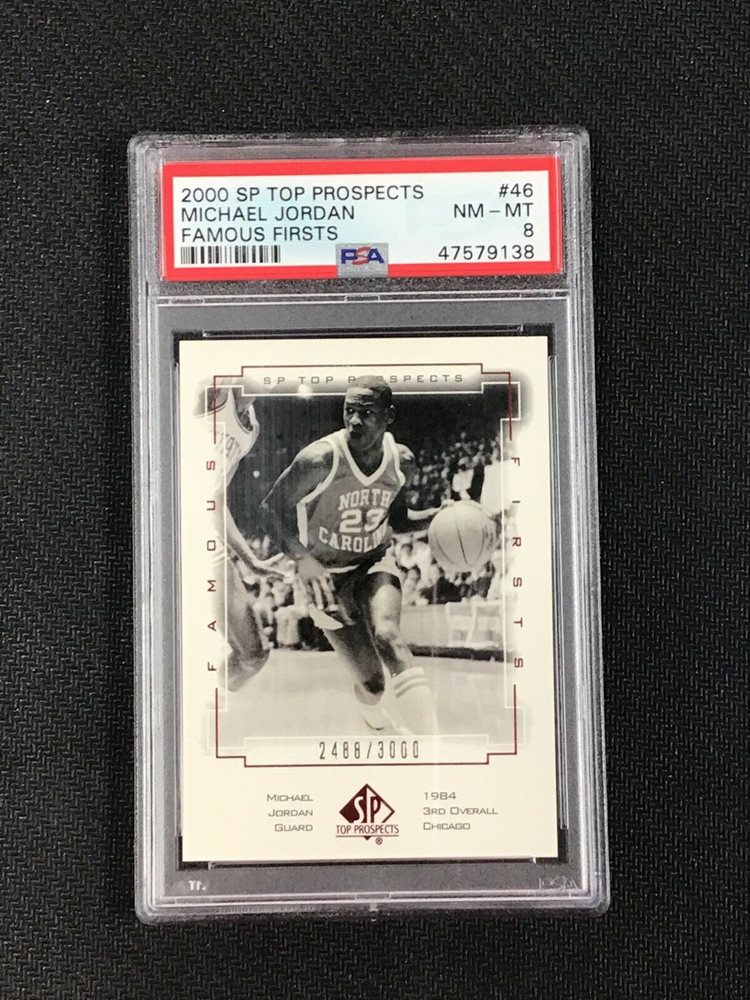 2000 SP TOP PROSPECTS #46
MICHAEL JORDAN NM - MT
FAMOUS FIRSTS 8
PSA 47579138
SP TOP PROSPECTS
FAMOUS
FIRSTS
NORTH
23
CAROLINA
2488/3000
MICHAEL
JORDAN
GUARD
SP
TOP PROSPECTS
®
1984
3RD OVERALL
CHICAGO
PSA